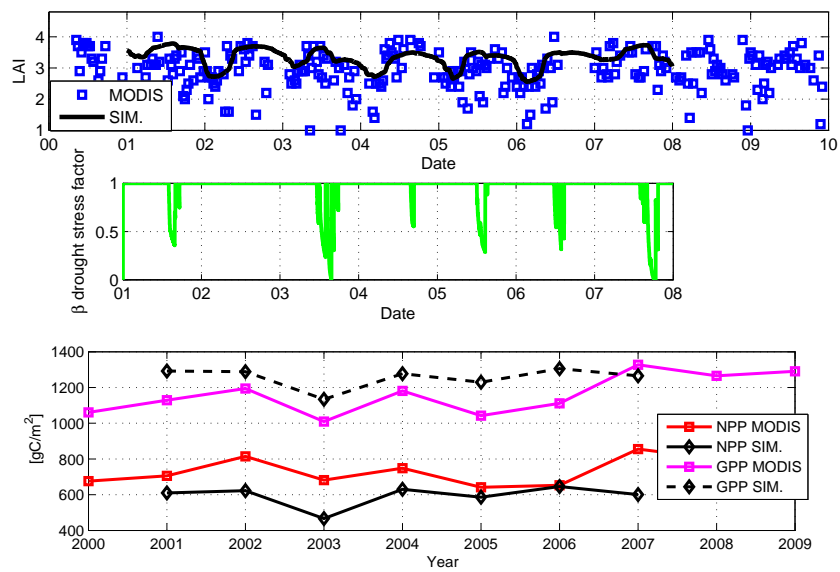 4
3
2
1
LAI
MODIS
SIM.
00 01 02 03 04 05 06 07 08 09 10
Date
1
0.5
0
β drought stress factor
01 02 03 04 05 06 07 08
Date
1400
1200
1000
800
600
400
[gC/m²]
NPP MODIS
NPP SIM.
GPP MODIS
GPP SIM.
2000 2001 2002 2003 2004 2005 2006 2007 2008 2009
Year